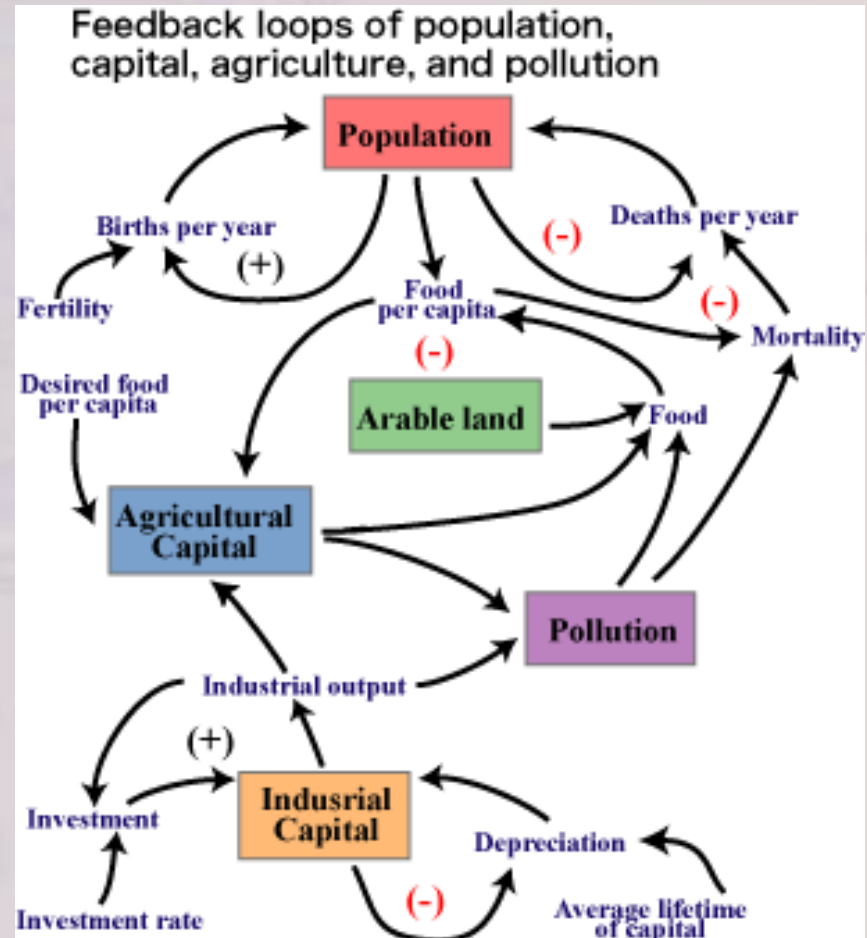 Feedback loops of population,
capital, agriculture, and pollution
Population
Births per year
Deaths per year
(-)
(+)
Fertility
Food
per capita
(-)
Mortality
(-)
Desired food
per capita
Arable land
Food
Agricultural
Capital
Pollution
Industrial output
(+)
Investment
Indusrial
Capital
Depreciation
(-)
Investment rate
Average lifetime
of capital